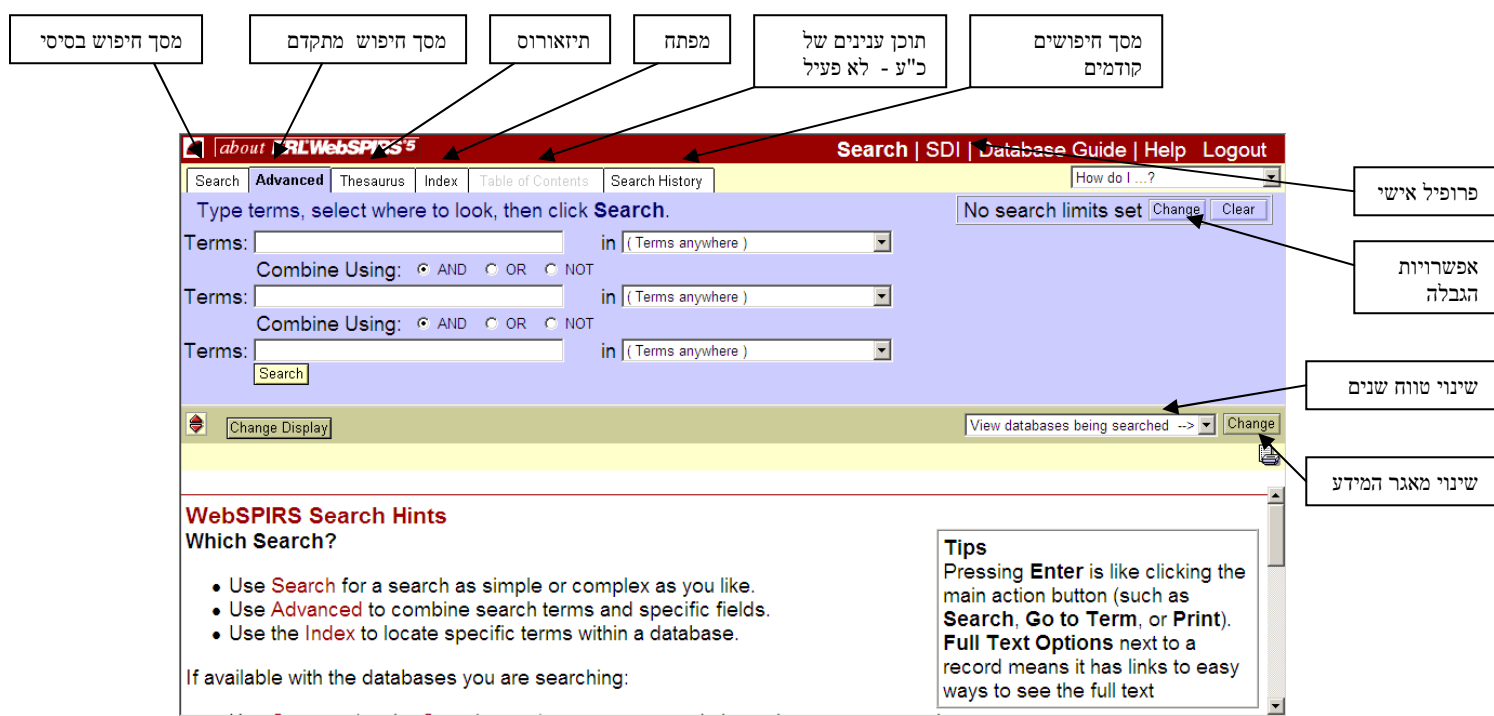 מסך חיפוש בסיסי
מסך חיפוש מתקדם
תיזאורוס
מפתח
תוכן ענינים של
כ"ע - לא פעיל
מסך חיפושים
קודמים
about ERL WebSPIRS 5
Search | SDI | Database Guide | Help Logout
Search Advanced Thesaurus Index Table of Contents Search History
How do I ...?
פרופיל אישי
Type terms, select where to look, then click Search.
No search limits set Change Clear
Terms: in ( Terms anywhere )
Combine Using: AND OR NOT
אפשרויות
הגבלה
Terms: in ( Terms anywhere )
Combine Using: AND OR NOT
Terms: in ( Terms anywhere )
Search
שינוי טווח שנים
Change Display
View databases being searched --> Change
שינוי מאגר המידע
WebSPIRS Search Hints
Which Search?
• Use Search for a search as simple or complex as you like.
• Use Advanced to combine search terms and specific fields.
• Use the Index to locate specific terms within a database.
If available with the databases you are searching:
Tips
Pressing Enter is like clicking the
main action button (such as
Search, Go to Term, or Print).
Full Text Options next to a
record means it has links to easy
ways to see the full text